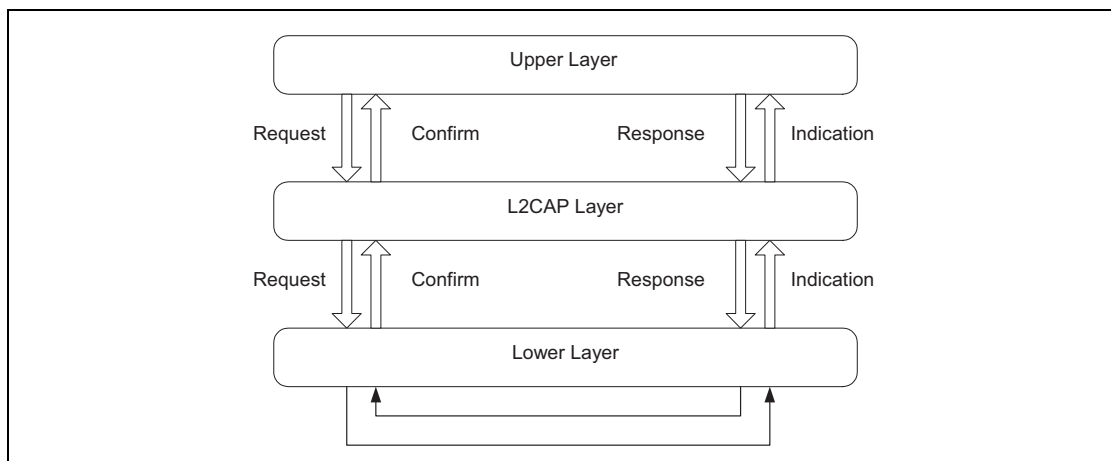 Upper Layer
Request Confirm Response Indication
L2CAP Layer
Request Confirm Response Indication
Lower Layer